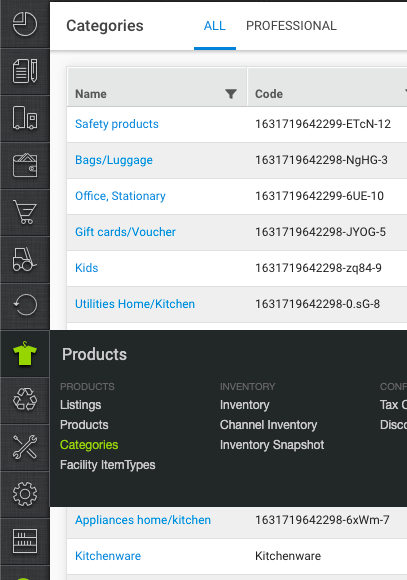 Categories ALL PROFESSIONAL
Name Code
Safety products 1631719642299-ETcN-12
Bags/Luggage 1631719642298-NgHG-3
Office, Stationary 1631719642299-6UE-10
Gift cards/Voucher 1631719642298-JYOG-5
Kids 1631719642298-zq84-9
Utilities Home/Kitchen 1631719642298-0.sG-8
Products
PRODUCTS INVENTORY CONF
Listings Inventory Tax C
Products Channel Inventory Disco
Categories Inventory Snapshot
Facility ItemTypes
Appliances home/kitchen 1631719642298-6xWm-7
Kitchenware Kitchenware